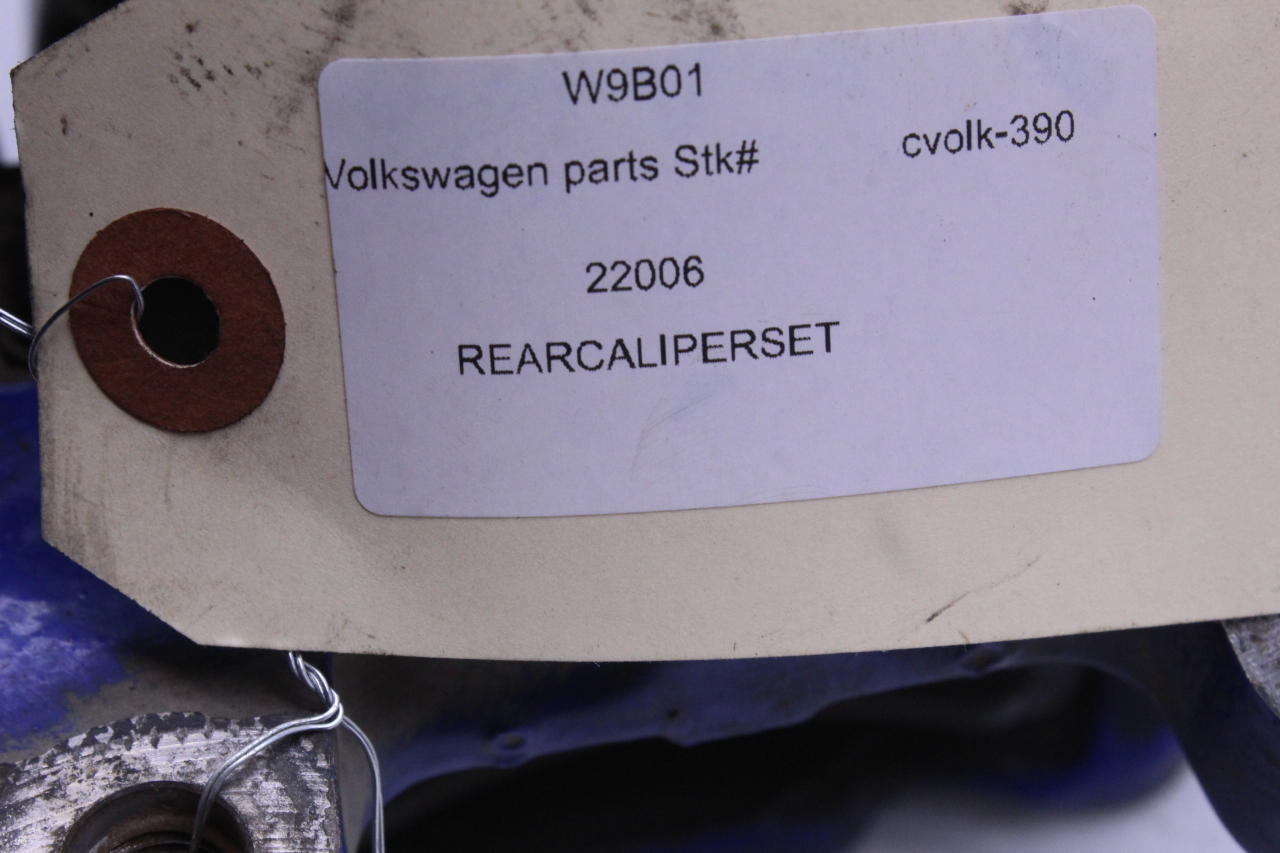 W9B01
Volkswagen parts Stk# cvolk-390
22006
REARCALIPERSET